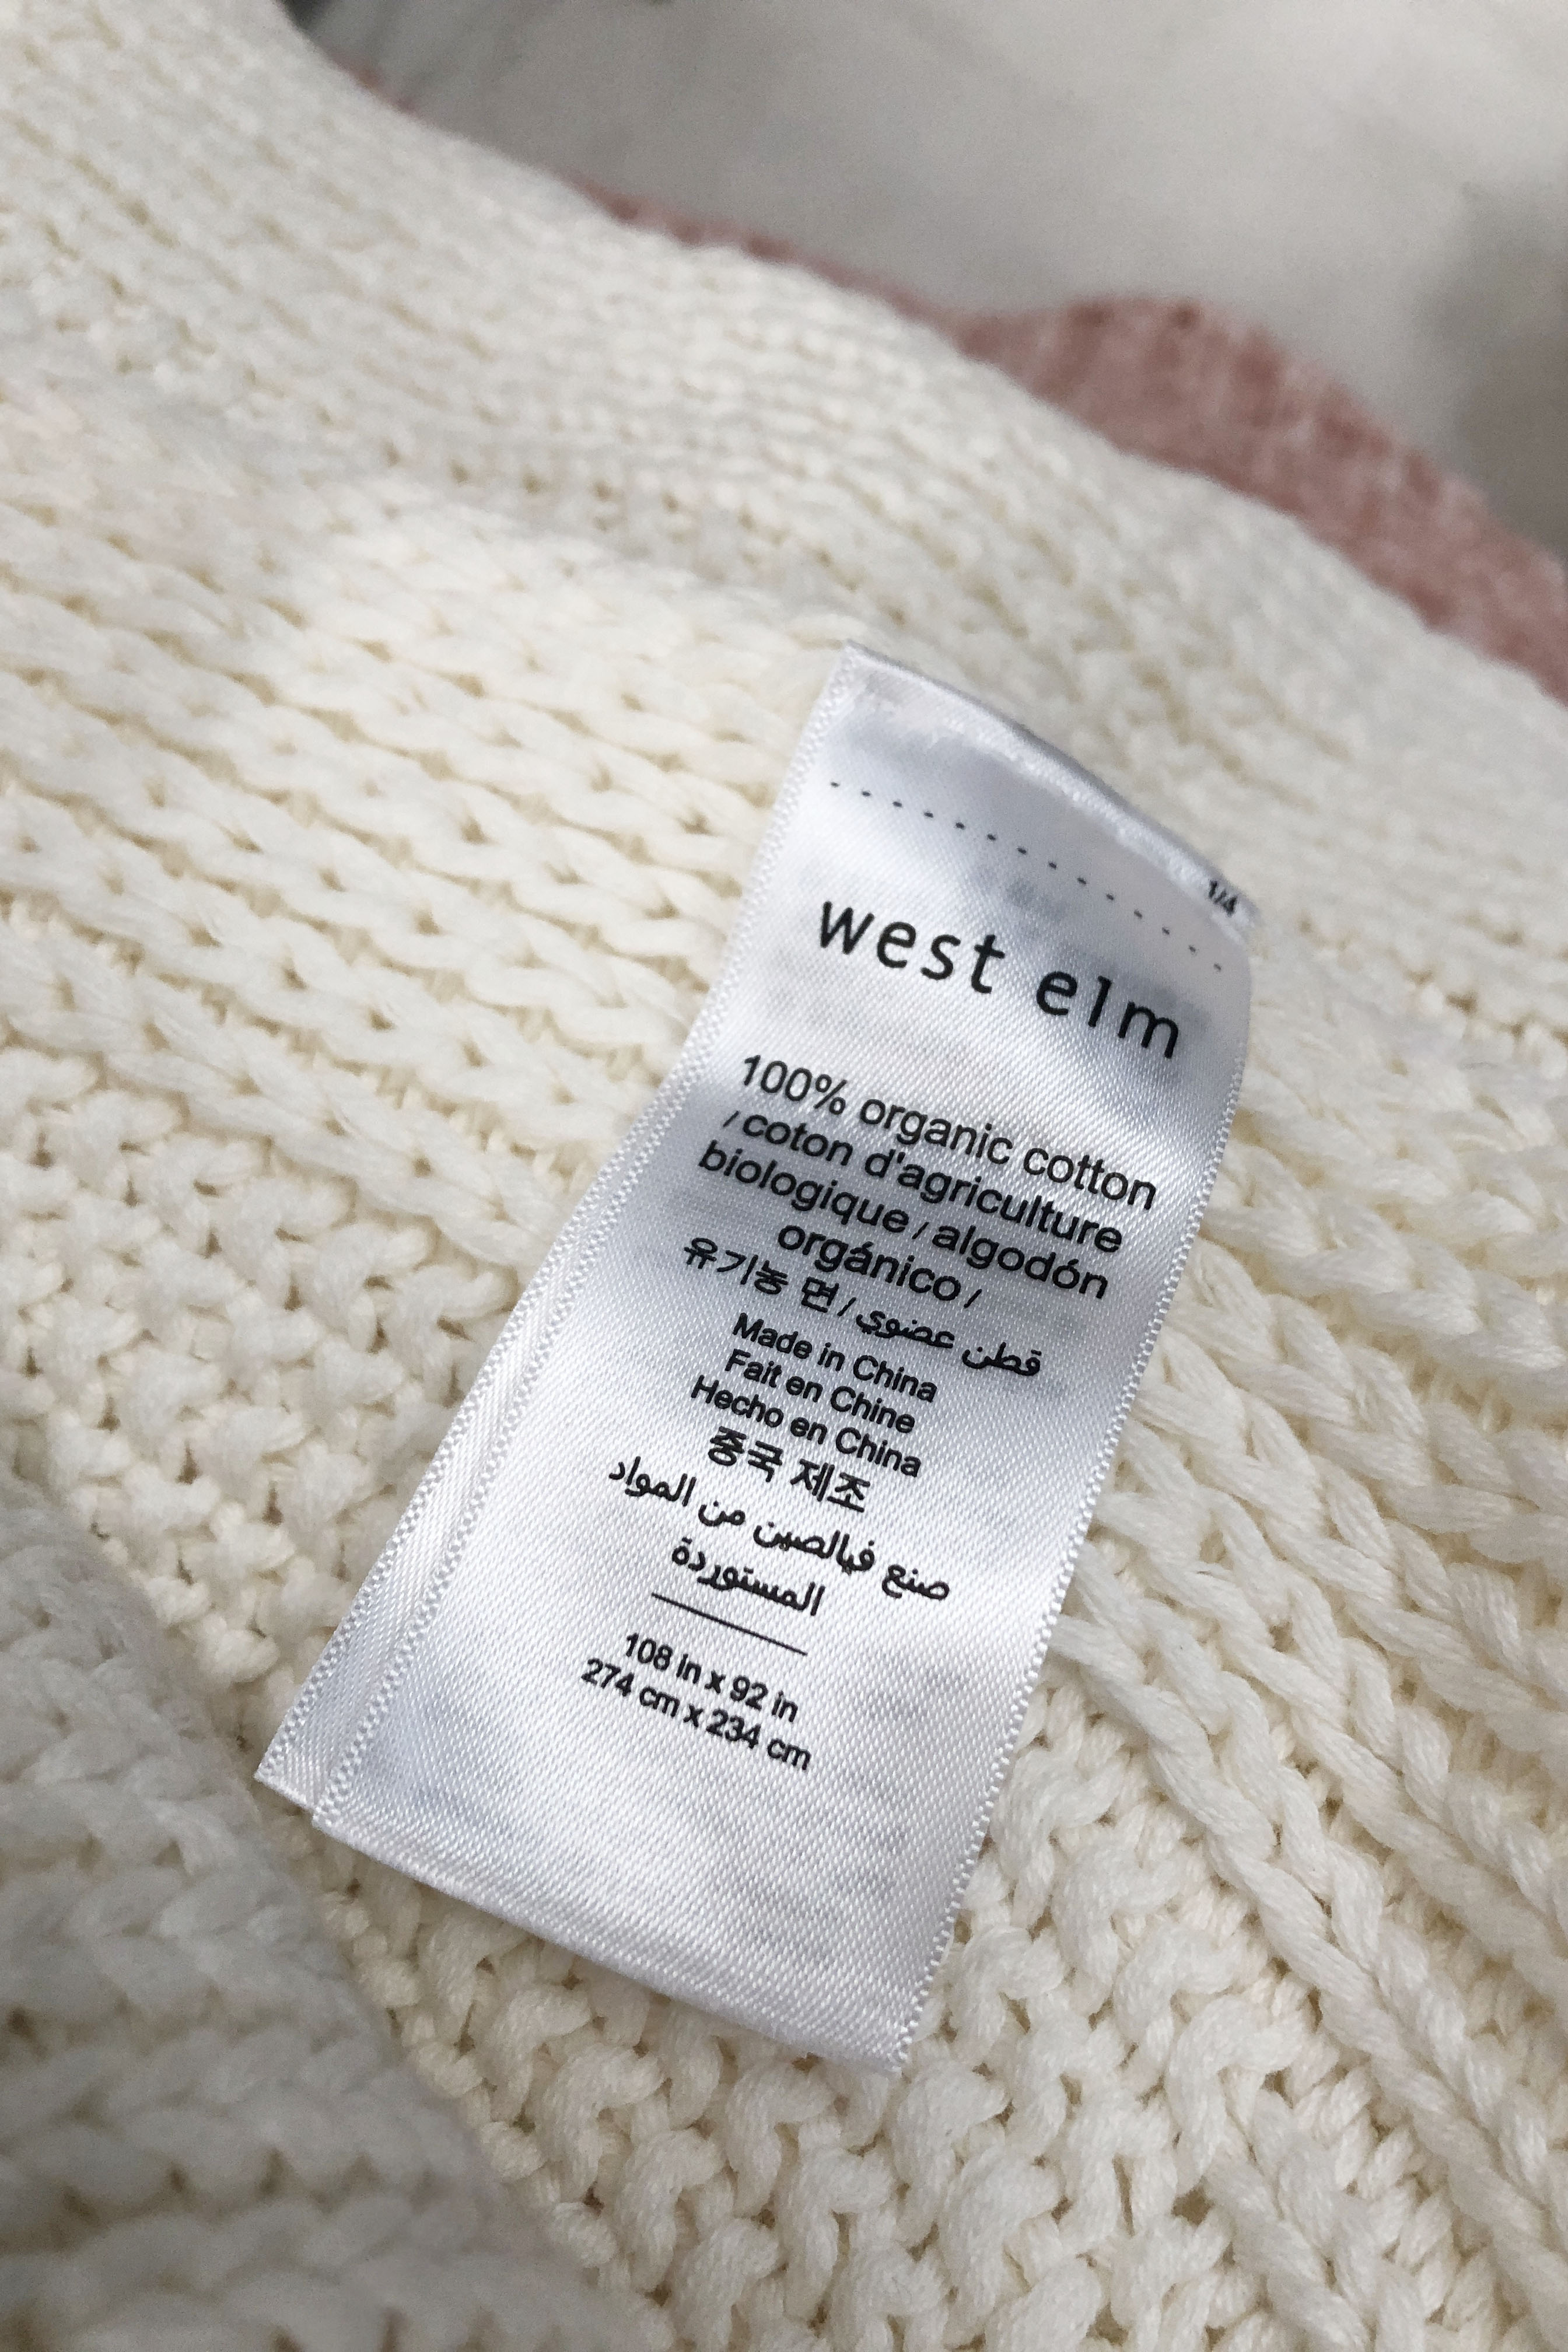 1/4
west elm
100% organic cotton
/ coton d'agriculture
biologique / algodón
orgánico /
유기농 면 / قطن عضوي
Made in China
Fait en Chine
Hecho en China
중국 제조
صنع فيالصين من المواد
المستوردة
108 in x 92 in
274 cm x 234 cm